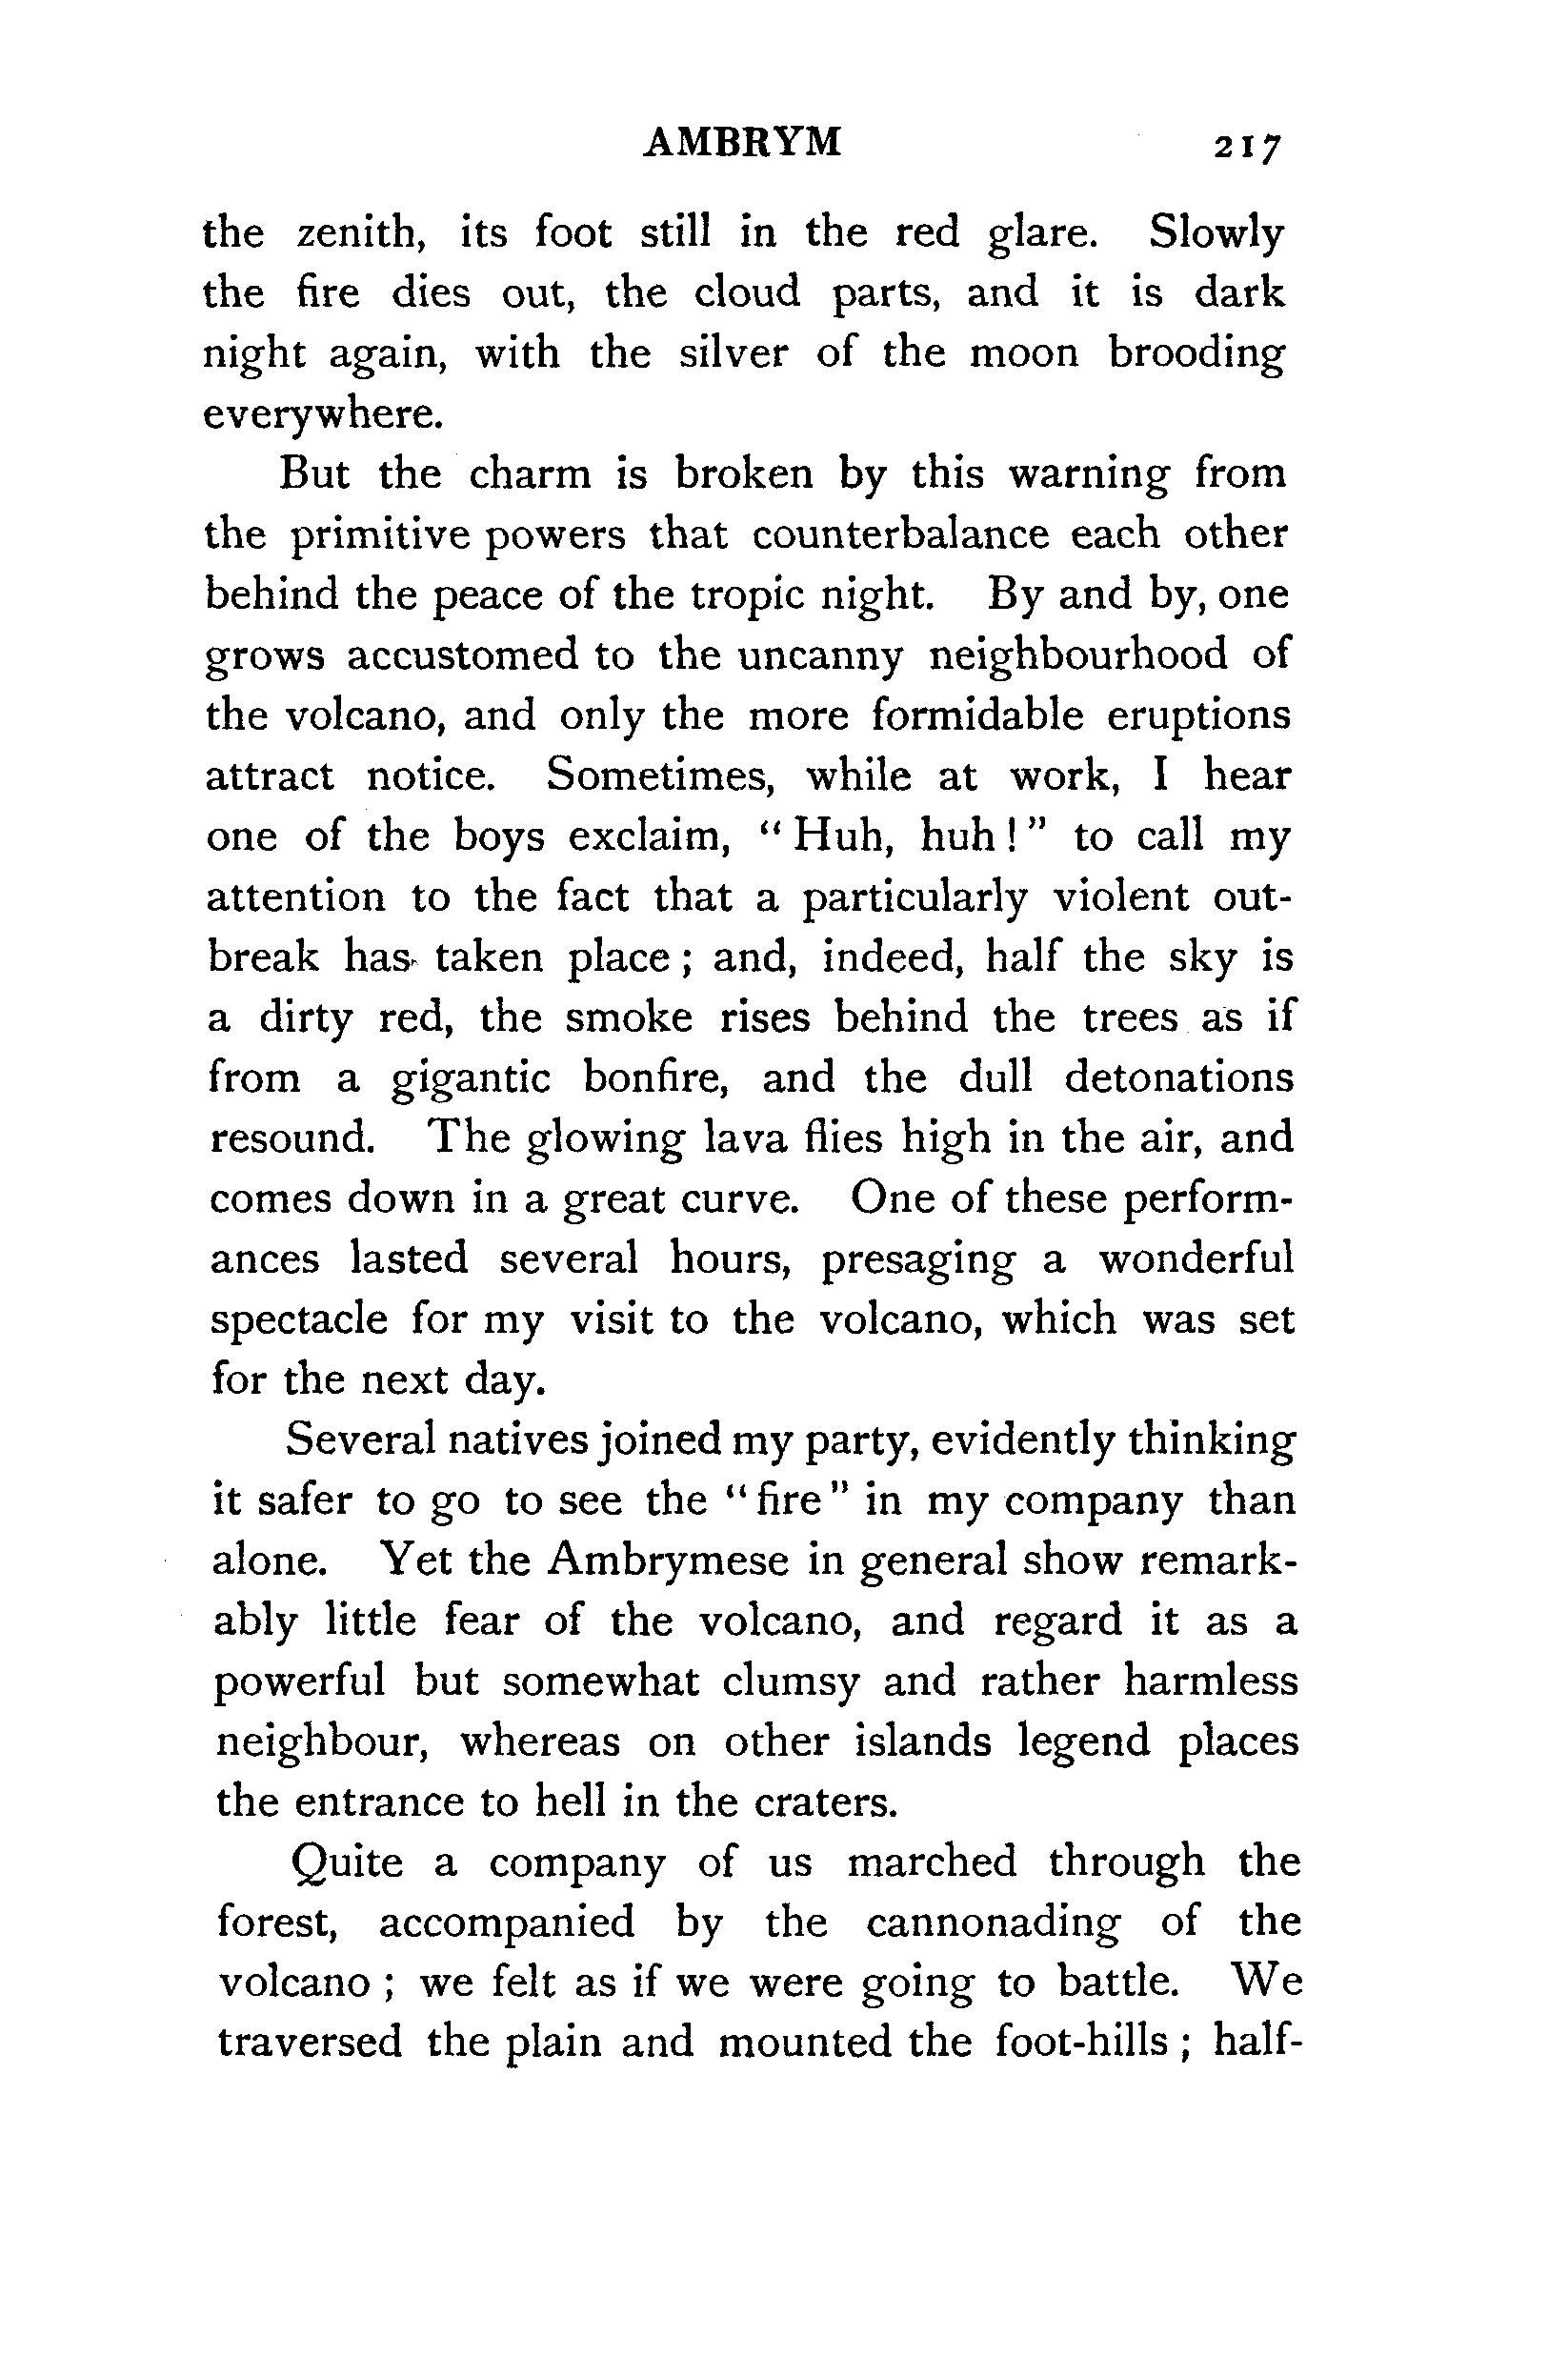 AMBRYM 217
the zenith, its foot still in the red glare. Slowly
the fire dies out, the cloud parts, and it is dark
night again, with the silver of the moon brooding
everywhere.
But the charm is broken by this warning from
the primitive powers that counterbalance each other
behind the peace of the tropic night. By and by, one
grows accustomed to the uncanny neighbourhood of
the volcano, and only the more formidable eruptions
attract notice. Sometimes, while at work, I hear
one of the boys exclaim, “Huh, huh!” to call my
attention to the fact that a particularly violent out-
break has taken place; and, indeed, half the sky is
a dirty red, the smoke rises behind the trees as if
from a gigantic bonfire, and the dull detonations
resound. The glowing lava flies high in the air, and
comes down in a great curve. One of these perform-
ances lasted several hours, presaging a wonderful
spectacle for my visit to the volcano, which was set
for the next day.
Several natives joined my party, evidently thinking
it safer to go to see the “fire” in my company than
alone. Yet the Ambrymese in general show remark-
ably little fear of the volcano, and regard it as a
powerful but somewhat clumsy and rather harmless
neighbour, whereas on other islands legend places
the entrance to hell in the craters.
Quite a company of us marched through the
forest, accompanied by the cannonading of the
volcano; we felt as if we were going to battle. We
traversed the plain and mounted the foot-hills; half-